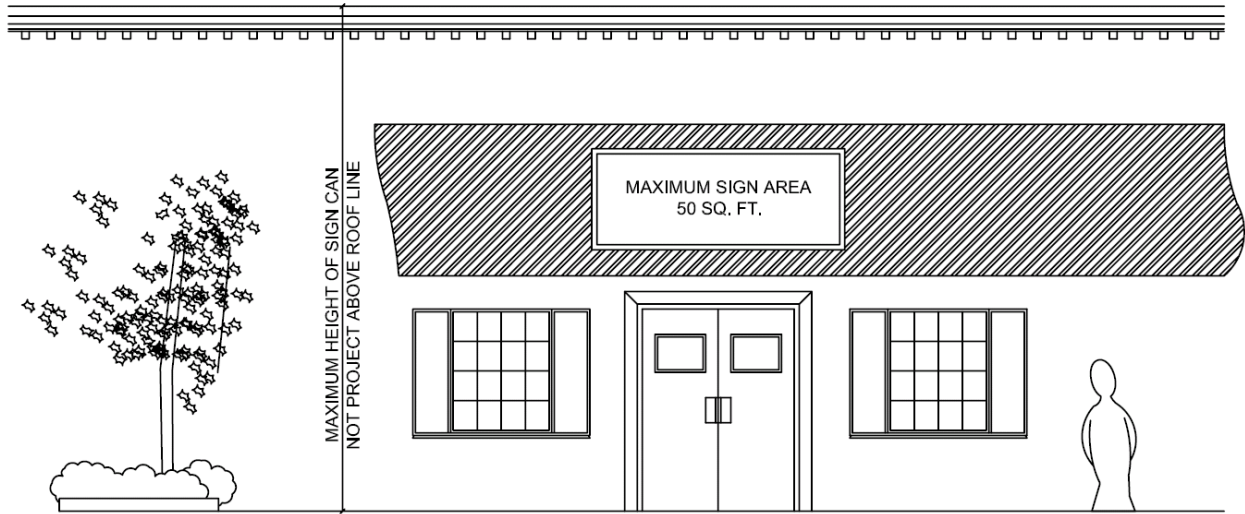 MAXIMUM HEIGHT OF SIGN CAN
NOT PROJECT ABOVE ROOF LINE
MAXIMUM SIGN AREA
50 SQ. FT.